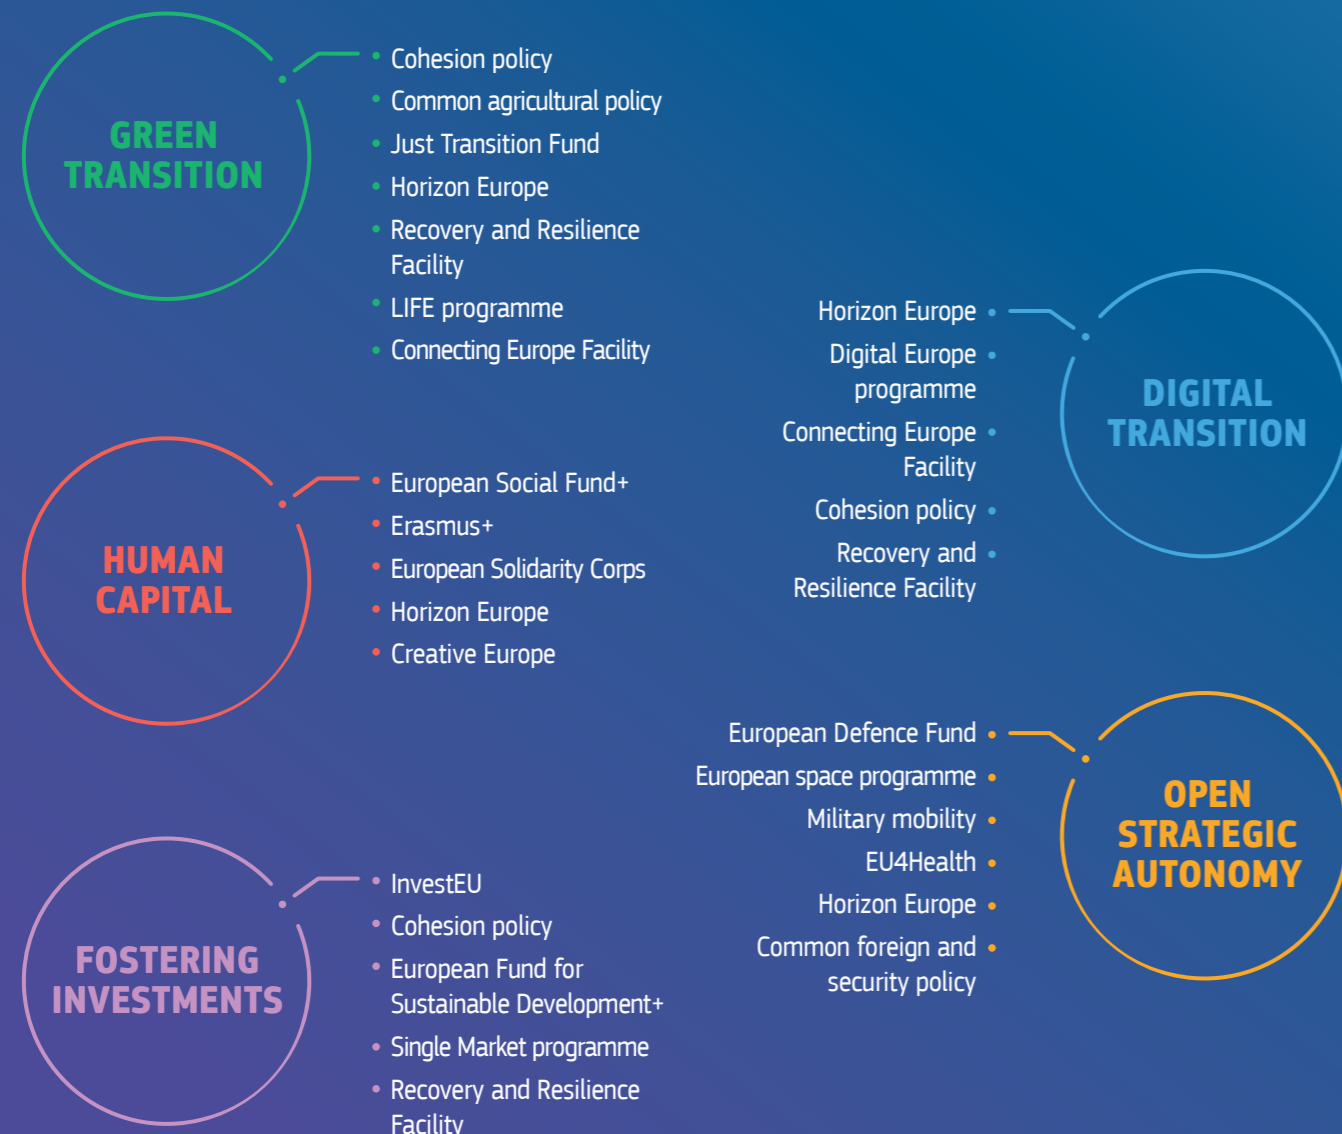 GREEN
TRANSITION
• Cohesion policy
• Common agricultural policy
• Just Transition Fund
• Horizon Europe
• Recovery and Resilience
Facility
• LIFE programme
• Connecting Europe Facility
Horizon Europe •
Digital Europe •
programme
Connecting Europe •
Facility
Cohesion policy •
Recovery and •
Resilience Facility
DIGITAL
TRANSITION
HUMAN
CAPITAL
• European Social Fund+
• Erasmus+
• European Solidarity Corps
• Horizon Europe
• Creative Europe
European Defence Fund •
European space programme •
Military mobility •
EU4Health •
Horizon Europe •
Common foreign and •
security policy
OPEN
STRATEGIC
AUTONOMY
FOSTERING
INVESTMENTS
• InvestEU
• Cohesion policy
• European Fund for
Sustainable Development+
• Single Market programme
• Recovery and Resilience
Facility